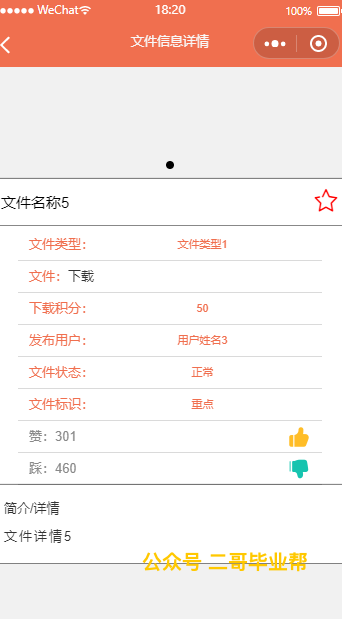 WeChat 18:20 100%
文件信息详情
文件名称5
文件类型: 文件类型1
文件: 下载
下载积分: 50
发布用户: 用户姓名3
文件状态: 正常
文件标识: 重点
赞: 301
踩: 460
简介/详情
文件详情5
公众号 二哥毕业帮